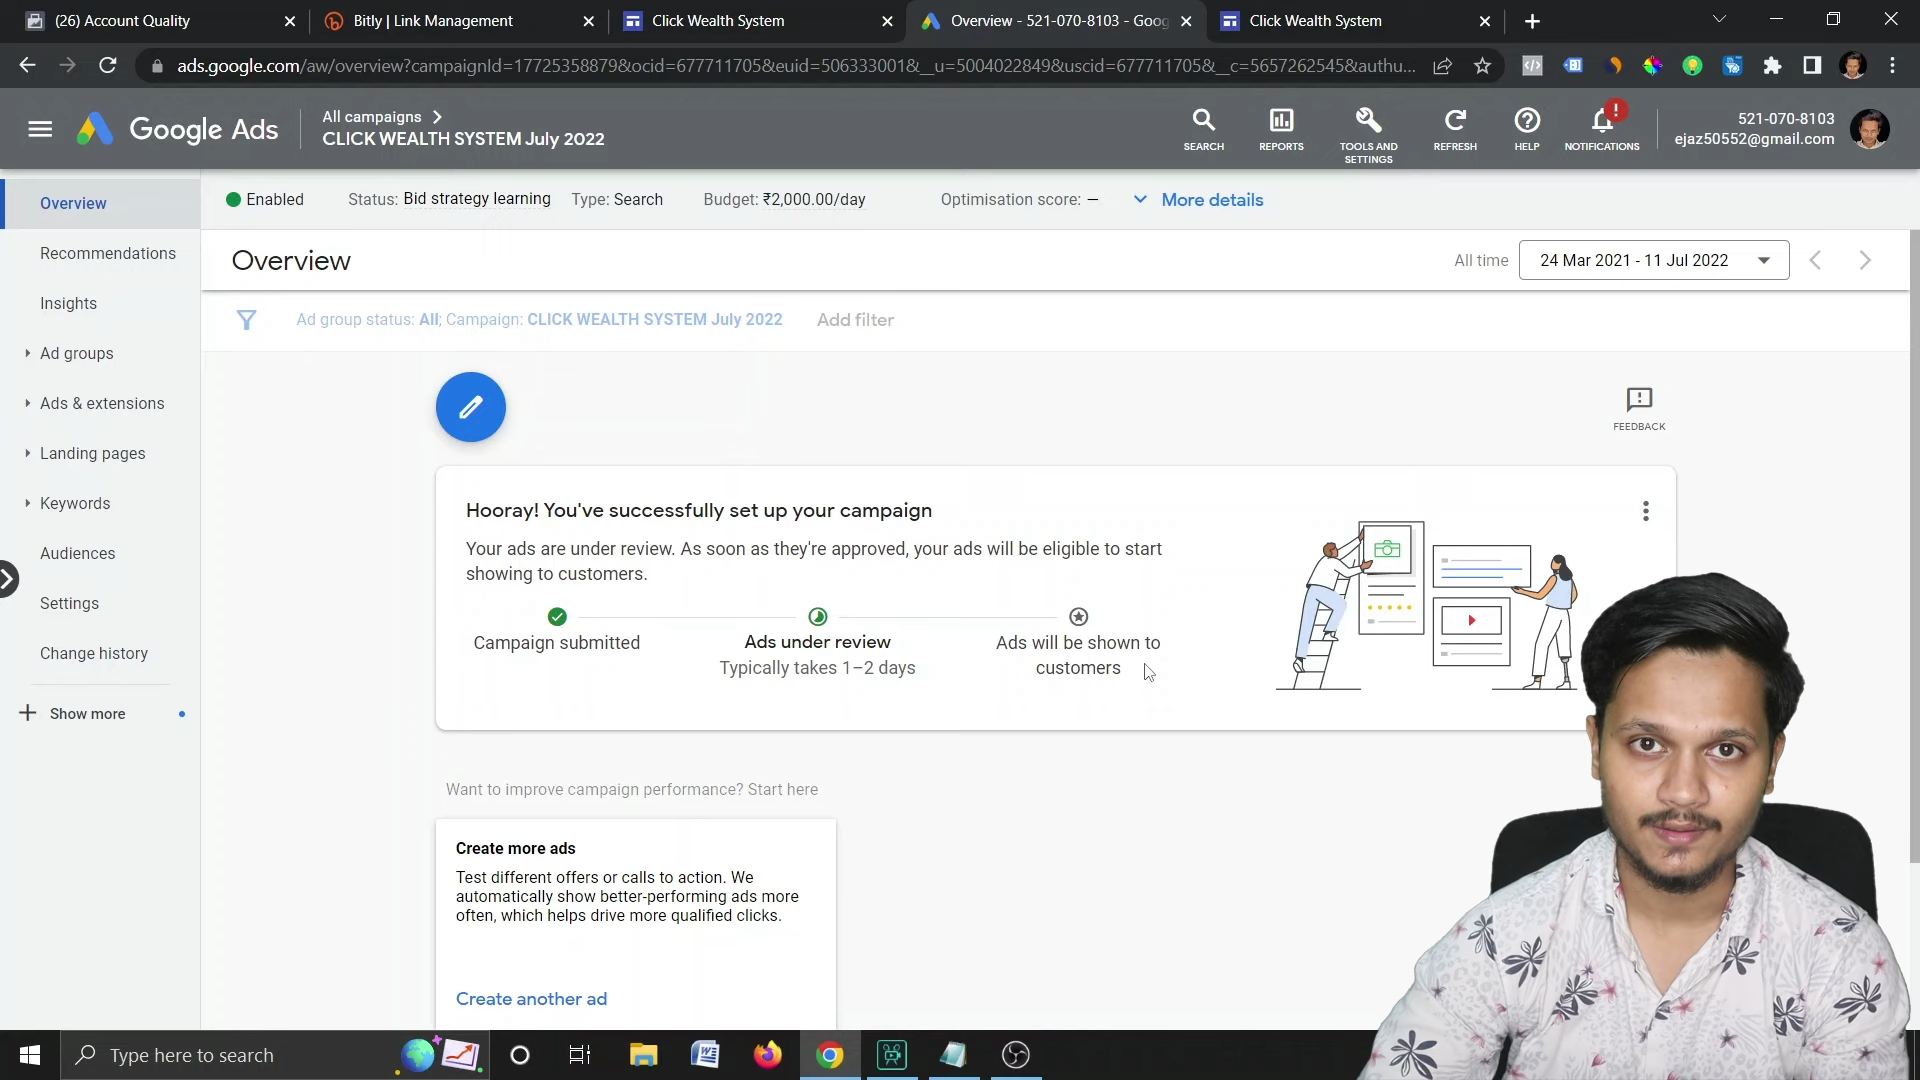 (26) Account Quality
Bitly | Link Management
Click Wealth System
Overview - 521-070-8103 - Goog
Click Wealth System
ads.google.com/aw/overview?campaignId=17725358879&ocid=677711705&euid=506333001&__u=5004022849&uscid=677711705&__c=5657262545&authu...
Google Ads
All campaigns
CLICK WEALTH SYSTEM July 2022
SEARCH
REPORTS
TOOLS AND SETTINGS
REFRESH
HELP
NOTIFICATIONS
521-070-8103
ejaz50552@gmail.com
Overview
Recommendations
Insights
Ad groups
Ads & extensions
Landing pages
Keywords
Audiences
Settings
Change history
Show more
Enabled Status: Bid strategy learning Type: Search Budget: ₹2,000.00/day Optimisation score: – More details
Overview
All time 24 Mar 2021 - 11 Jul 2022
Ad group status: All; Campaign: CLICK WEALTH SYSTEM July 2022 Add filter
FEEDBACK
Hooray! You've successfully set up your campaign
Your ads are under review. As soon as they're approved, your ads will be eligible to start
showing to customers.
Campaign submitted
Ads under review
Typically takes 1–2 days
Ads will be shown to
customers
Want to improve campaign performance? Start here
Create more ads
Test different offers or calls to action. We
automatically show better-performing ads more
often, which helps drive more qualified clicks.
Create another ad
Type here to search